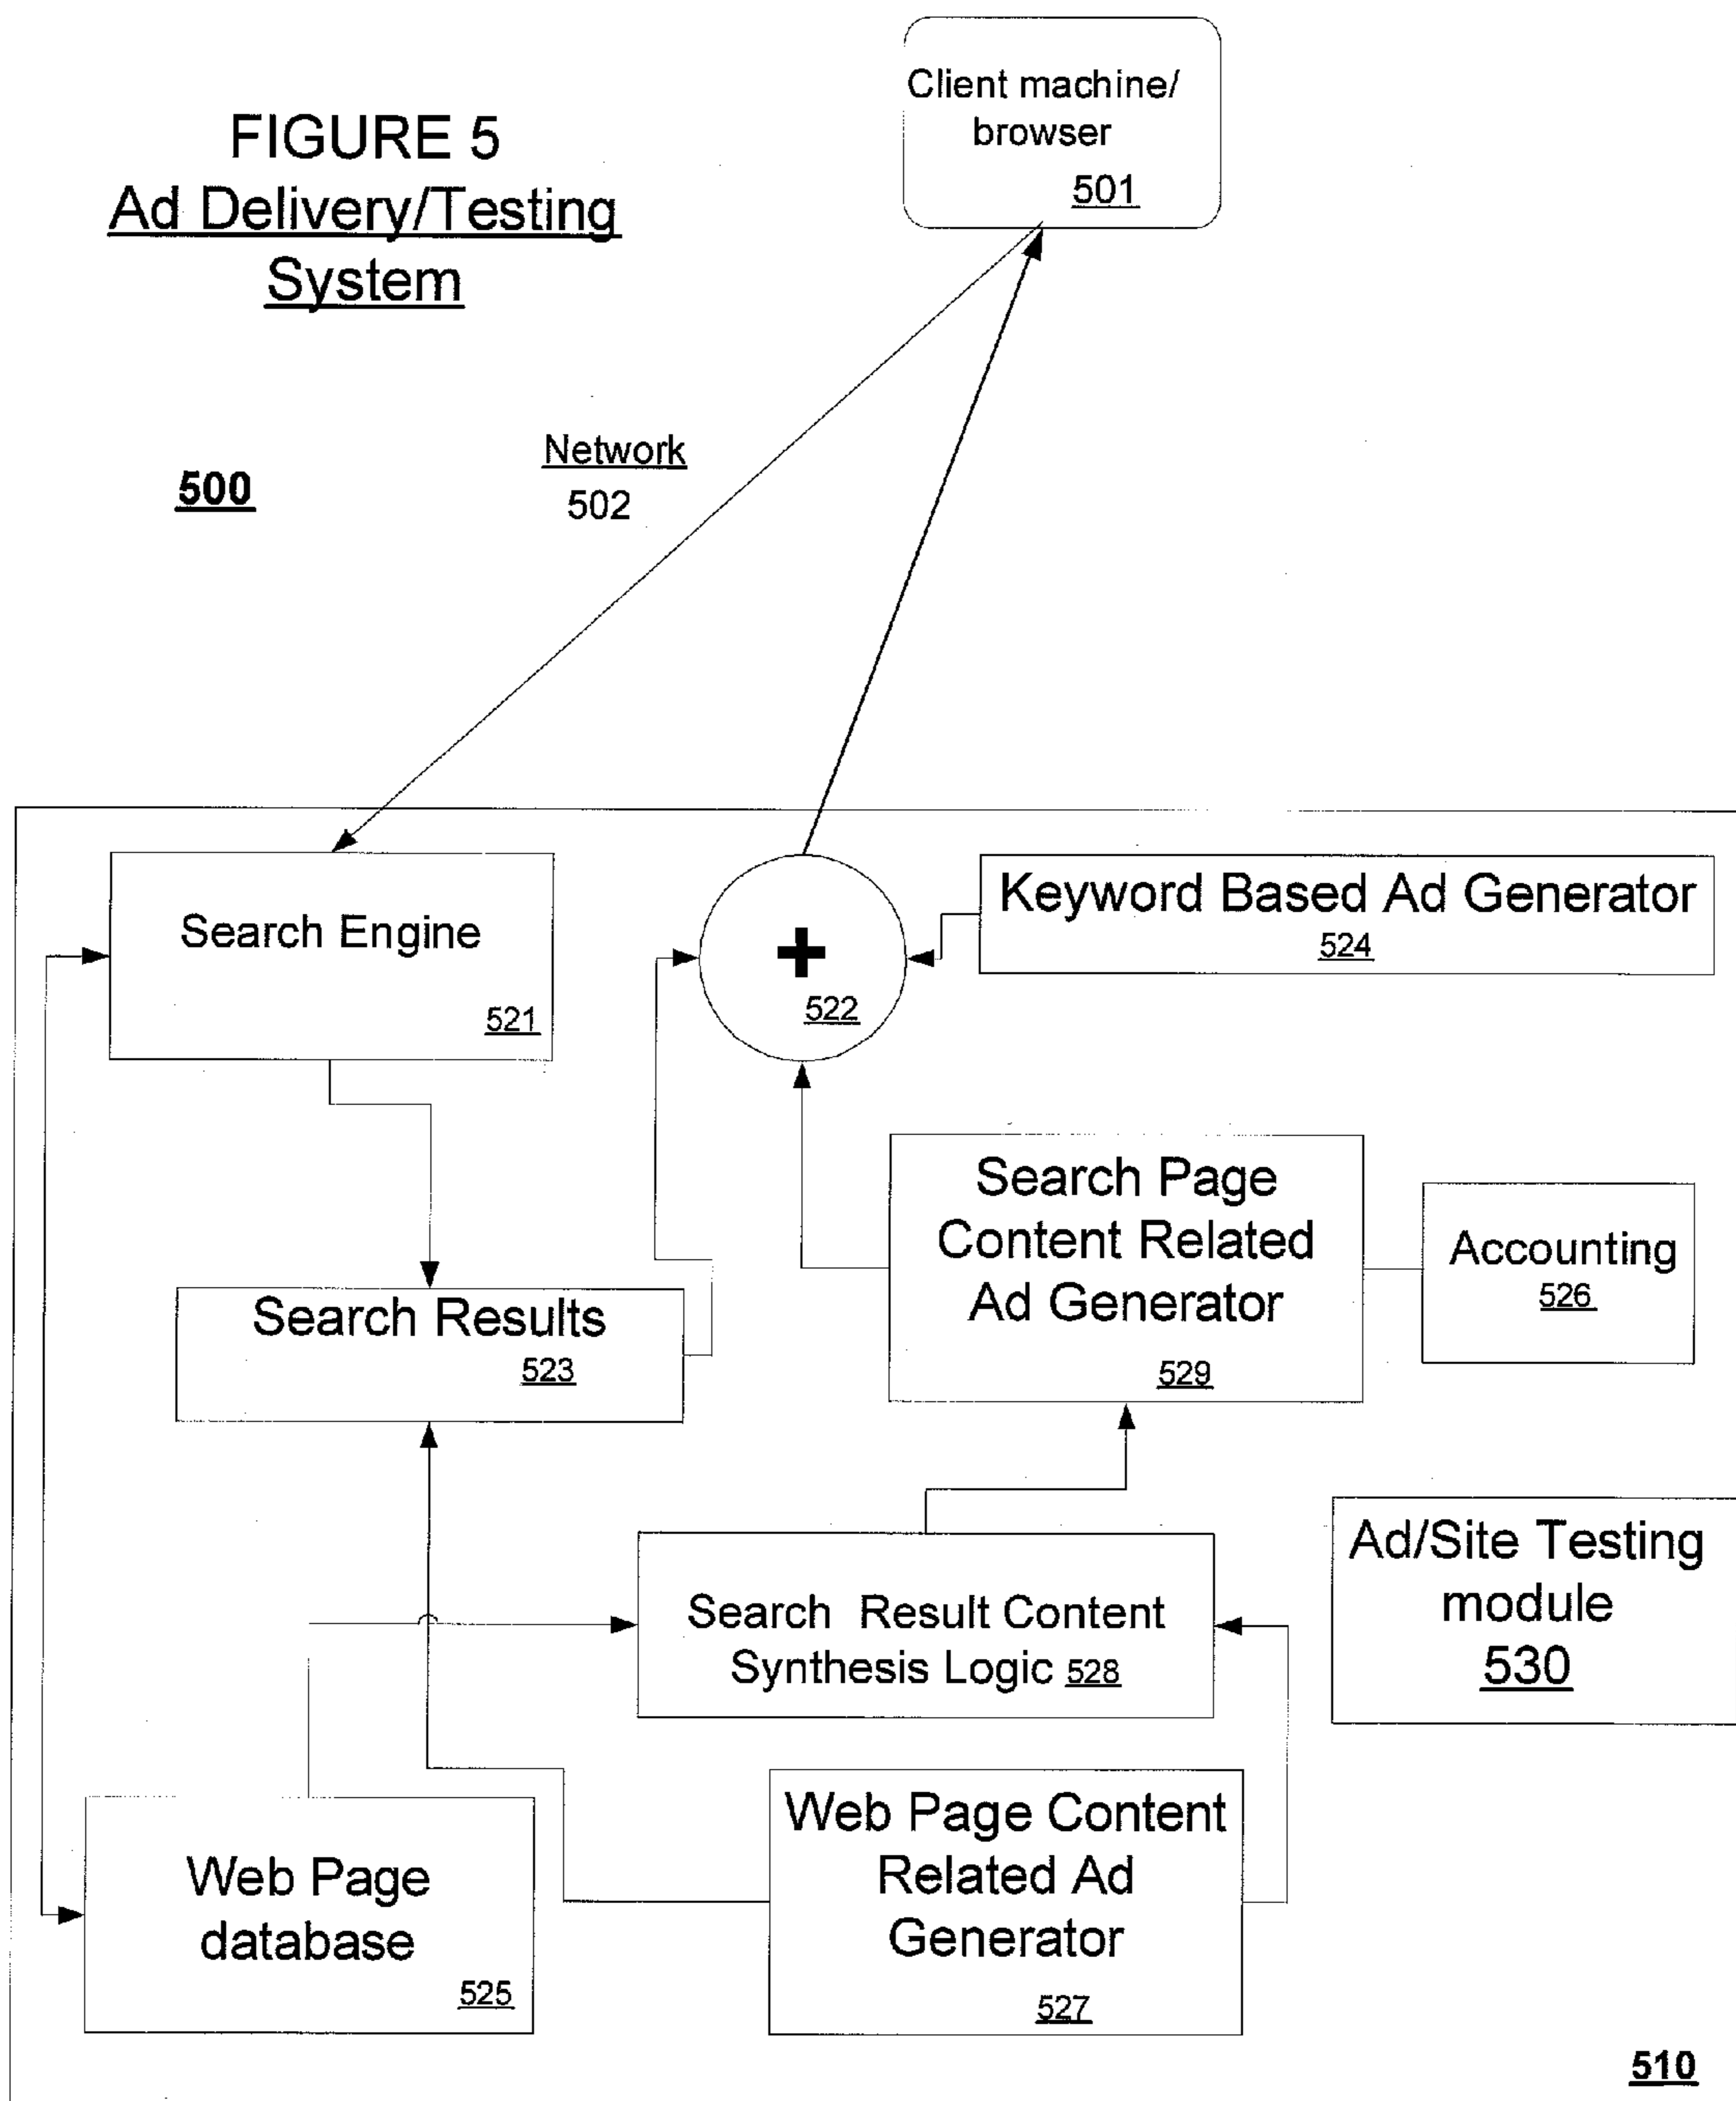 FIGURE 5
Ad Delivery/Testing
System
Client machine/
browser
501
Network
502
500
Search Engine
521
+
522
Keyword Based Ad Generator
524
Search Page
Content Related
Ad Generator
529
Accounting
526
Search Results
523
Ad/Site Testing
module
530
Search Result Content
Synthesis Logic 528
Web Page Content
Related Ad
Generator
527
Web Page
database
525
510